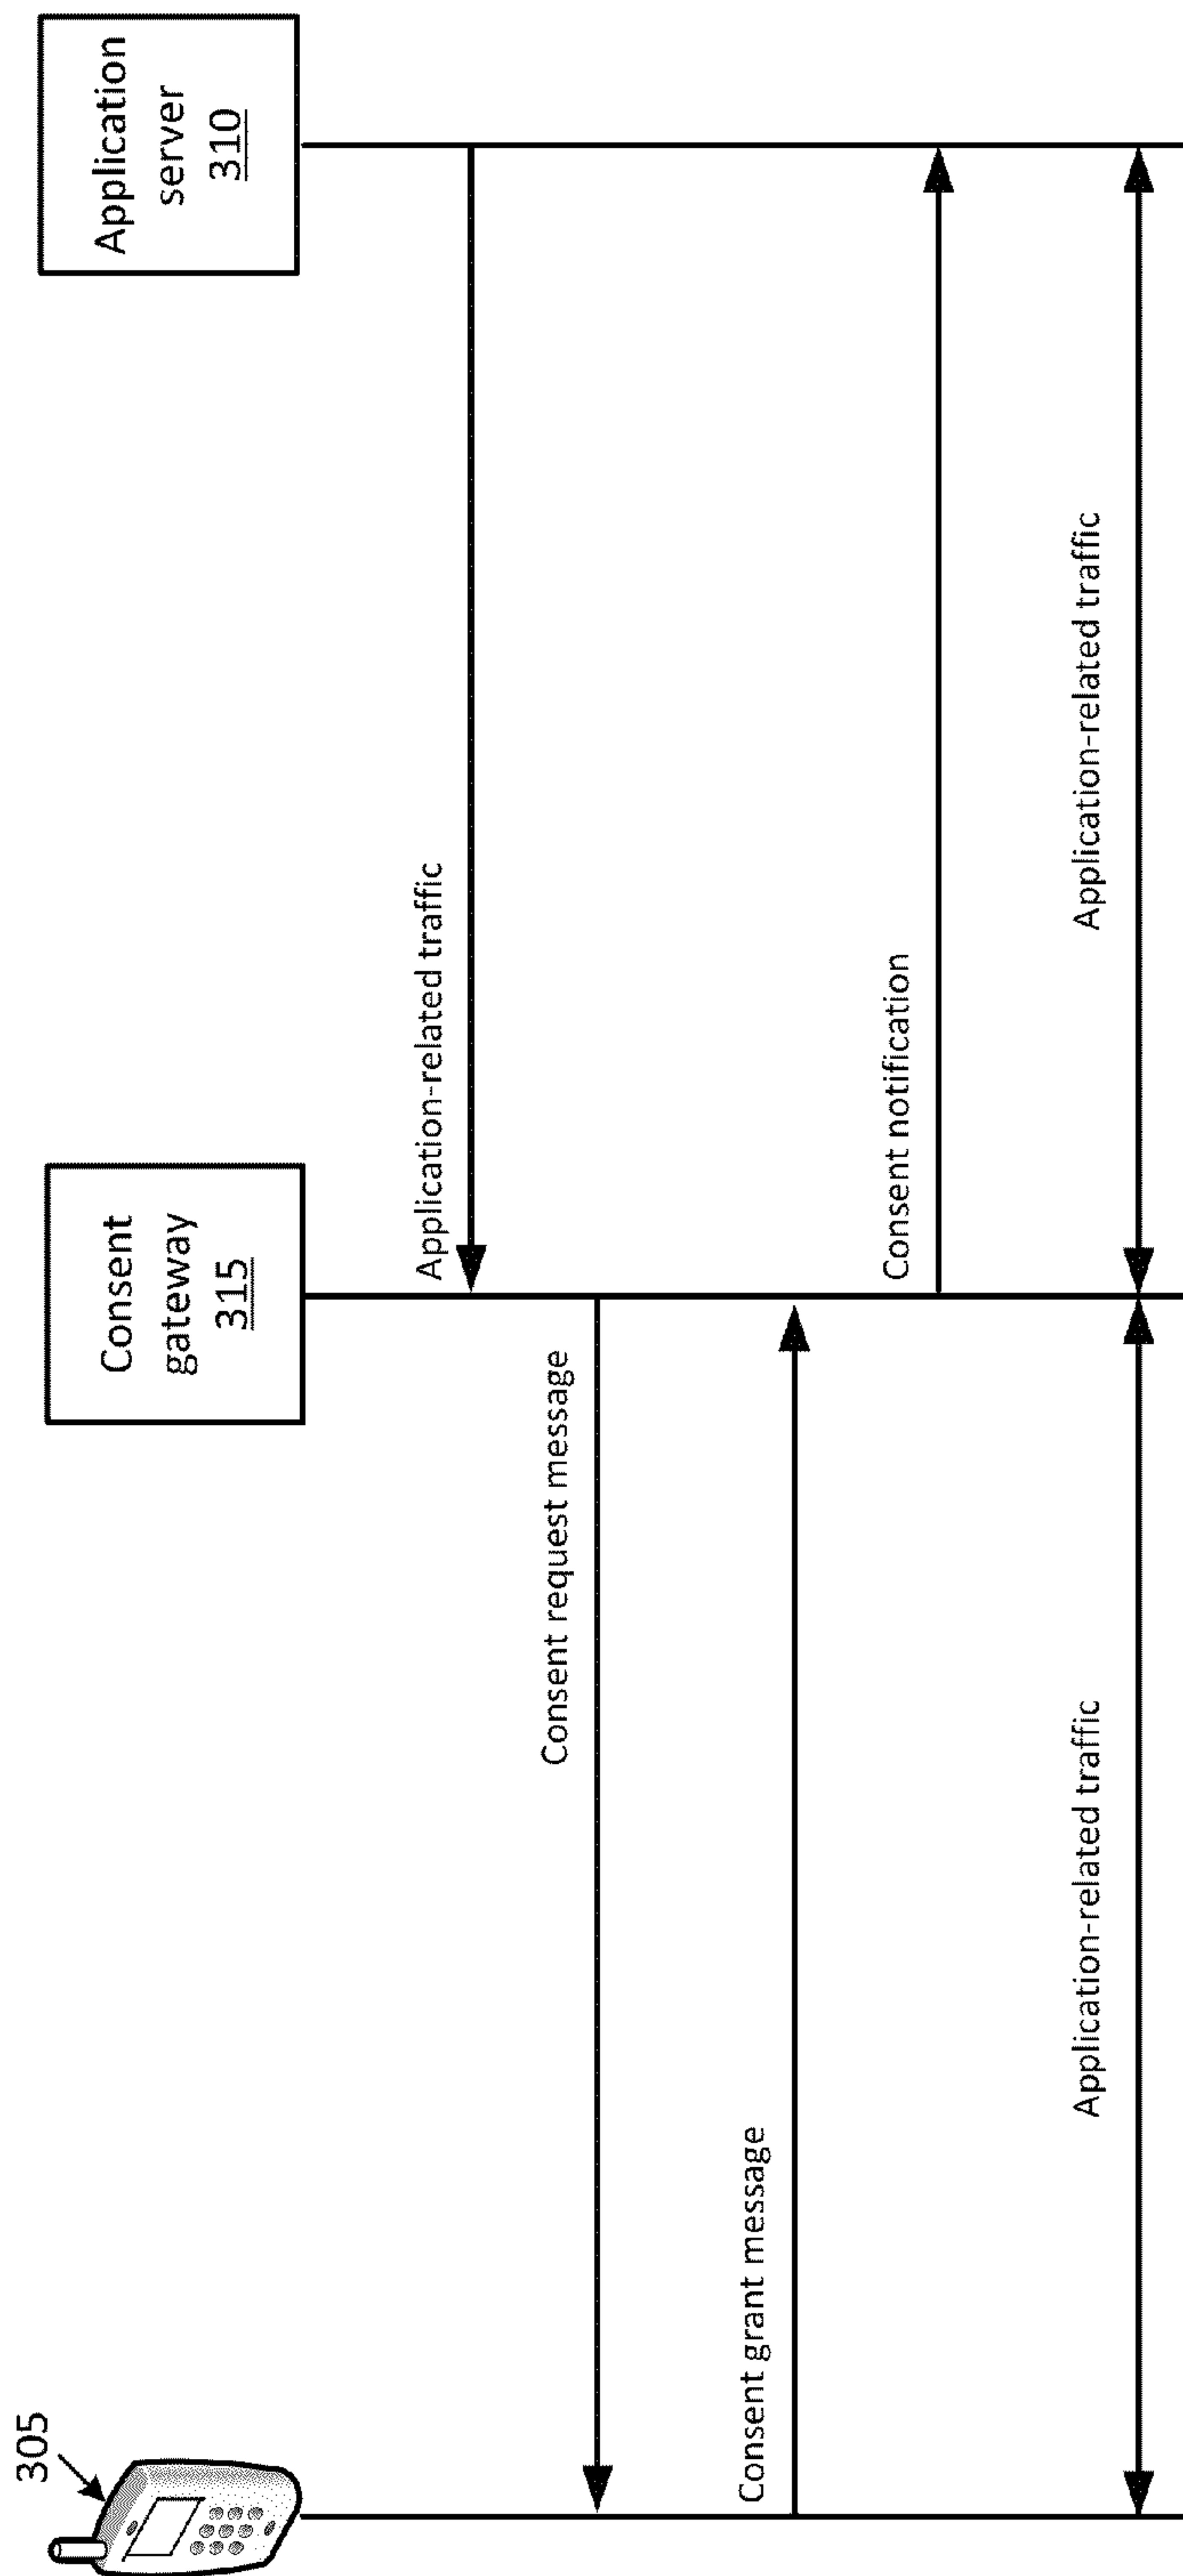 305
Consent
gateway
315
Application
server
310
Application-related traffic
Consent request message
Consent grant message
Consent notification
Application-related traffic
Application-related traffic